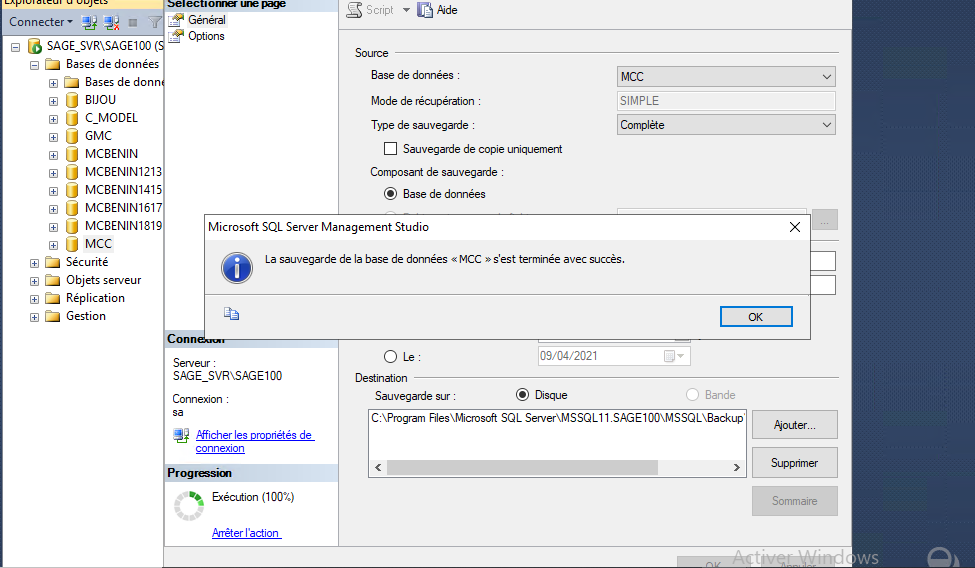 Explorateur d'objets
Connecter
SAGE_SVR\SAGE100 (S
Bases de données
Bases de donné
BIJOU
C_MODEL
GMC
MCBENIN
MCBENIN1213
MCBENIN1415
MCBENIN1617
MCBENIN1819
MCC
Sécurité
Objets serveur
Réplication
Gestion
Sélectionner une page
Général
Options
Script
Aide
Source
Base de données :
MCC
Mode de récupération :
SIMPLE
Type de sauvegarde :
Complète
Sauvegarde de copie uniquement
Composant de sauvegarde :
Base de données
...
Microsoft SQL Server Management Studio
La sauvegarde de la base de données « MCC » s'est terminée avec succès.
OK
Le :
09/04/2021
Destination
Sauvegarde sur :
Disque
Bande
C:\Program Files\Microsoft SQL Server\MSSQL11.SAGE100\MSSQL\Backup
Ajouter...
Supprimer
Sommaire
Connexion
Serveur :
SAGE_SVR\SAGE100
Connexion :
sa
Afficher les propriétés de
connexion
Progression
Exécution (100%)
Arrêter l'action
OK
Annuler
Activer Windows